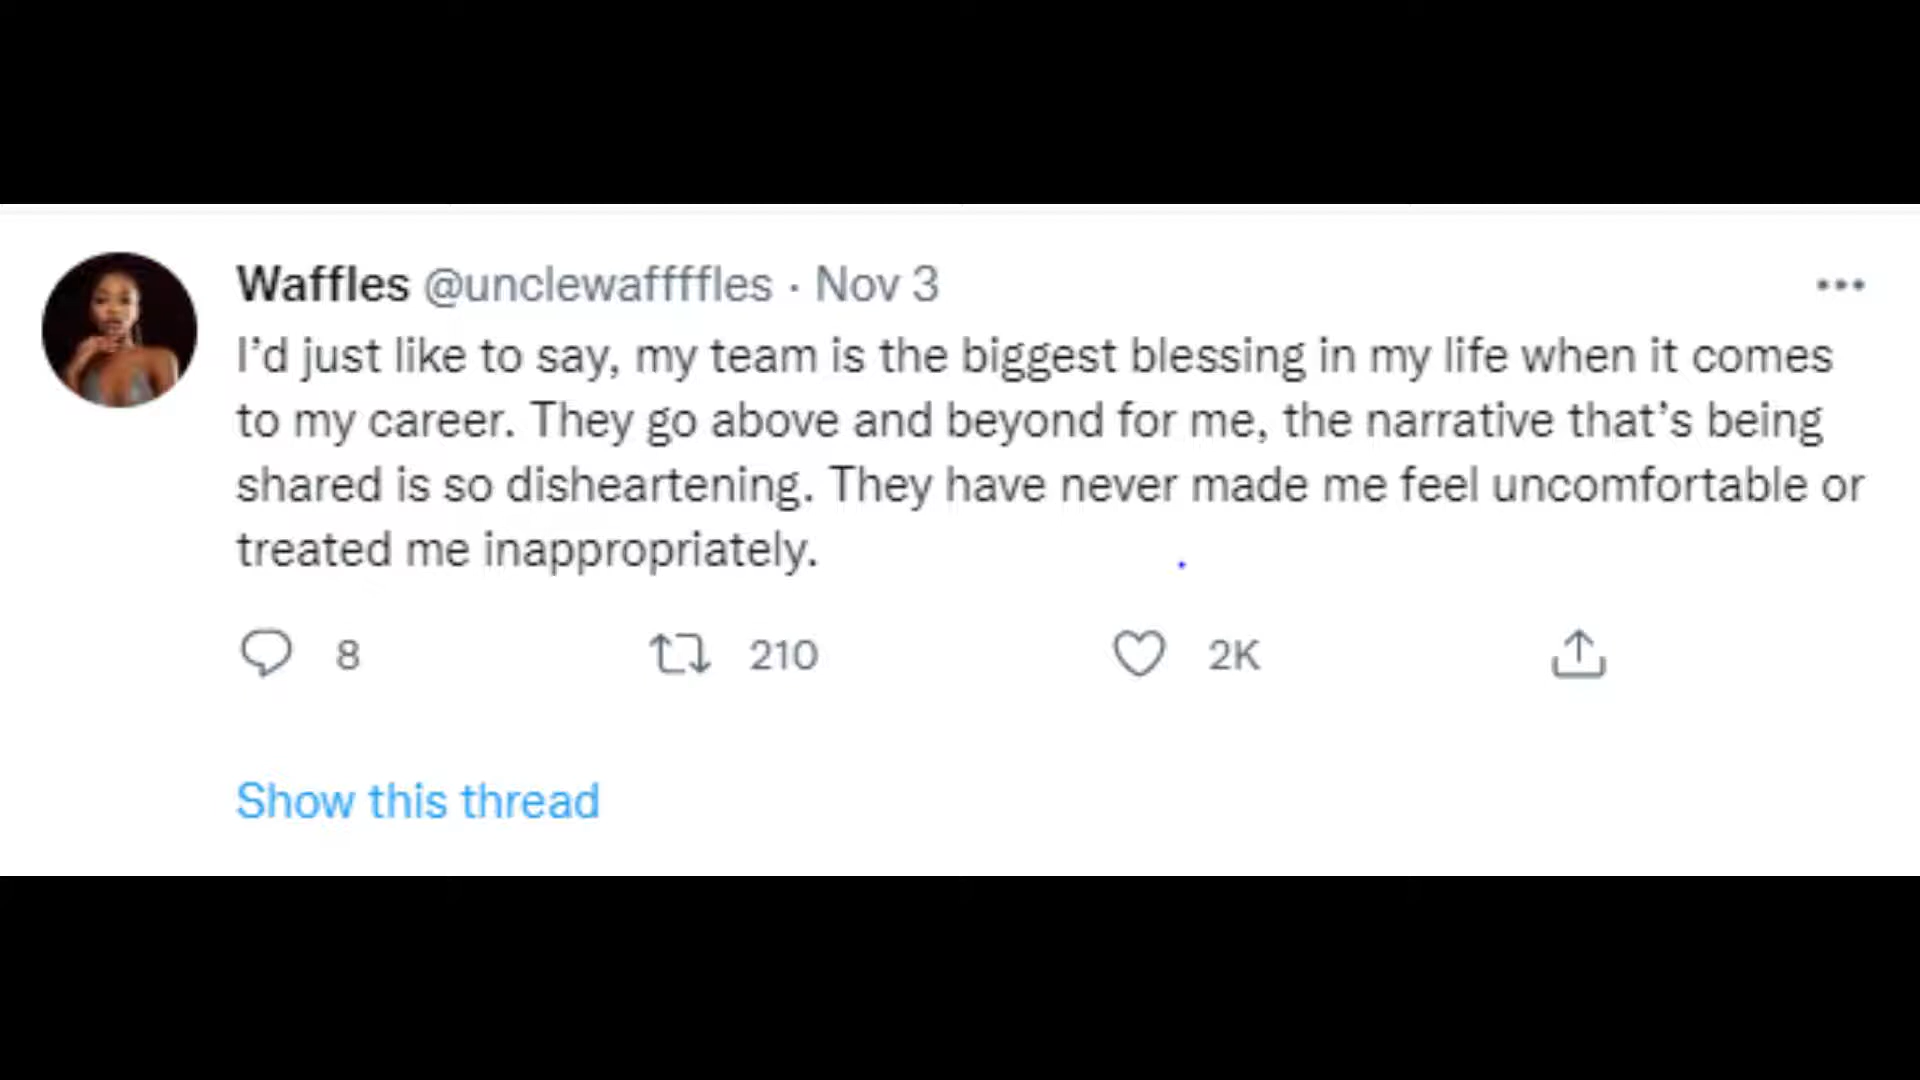 Waffles @unclewaffffles · Nov 3
I’d just like to say, my team is the biggest blessing in my life when it comes
to my career. They go above and beyond for me, the narrative that’s being
shared is so disheartening. They have never made me feel uncomfortable or
treated me inappropriately.
8 210 2K
Show this thread